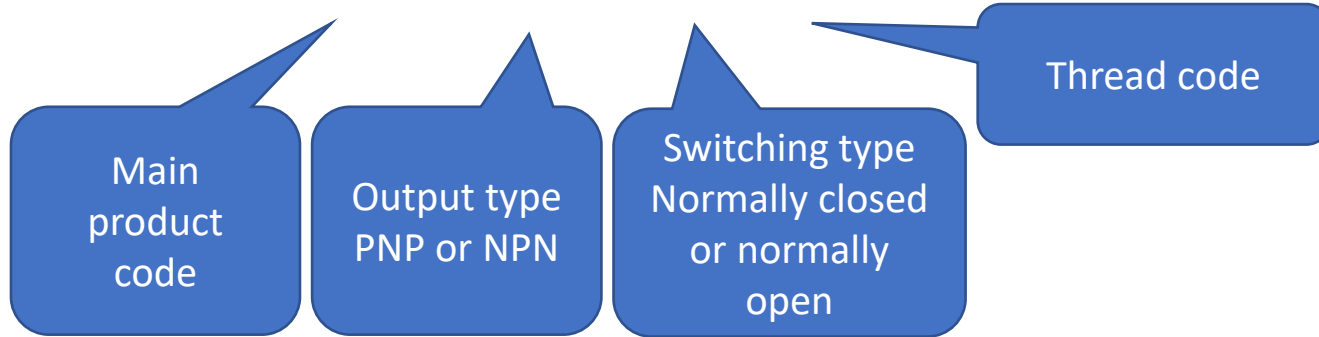 Main
product
code
Output type
PNP or NPN
Switching type
Normally closed
or normally
open
Thread code